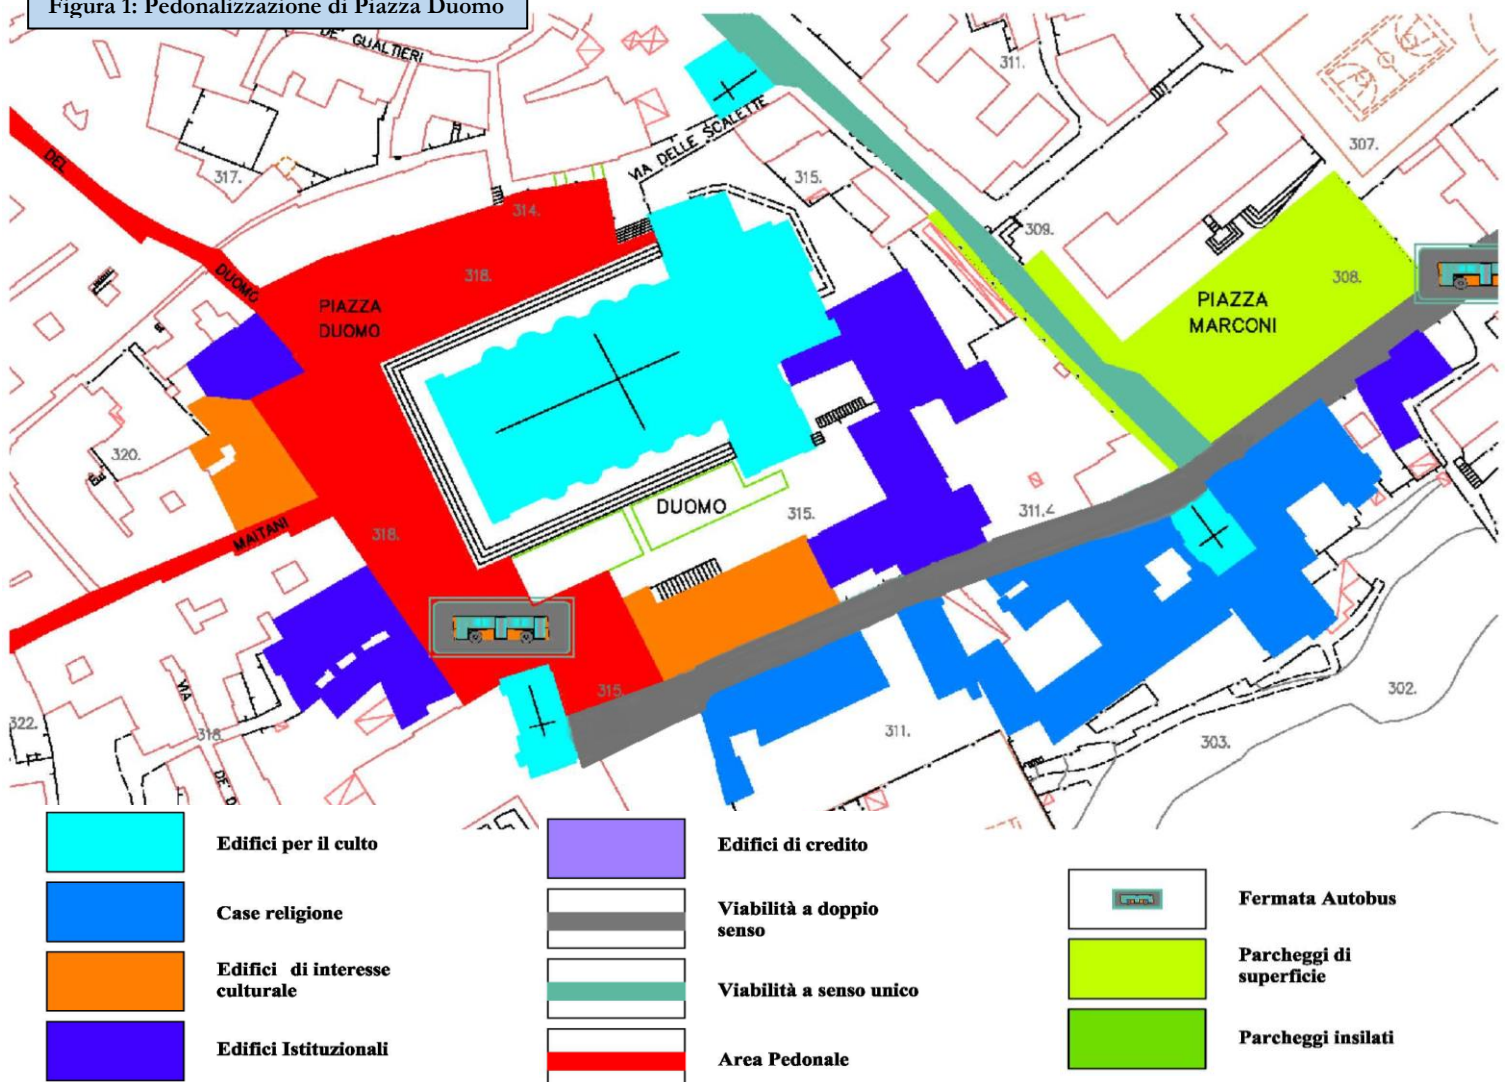 Figura 1: Pedonalizzazione di Piazza Duomo
DE' GUALTIERI
311.
VIA DELLE SCALETTE
307.
DEL
317.
315.
314.
309.
318.
308.
DUOMO
PIAZZA
DUOMO
PIAZZA
MARCONI
320.
DUOMO
315.
311.4
MAITANI
318.
VIA
315.
302.
322.
318.
311.
303.
DE'
Edifici per il culto
Case religione
Edifici di interesse
culturale
Edifici Istituzionali
Edifici di credito
Viabilità a doppio
senso
Viabilità a senso unico
Area Pedonale
Fermata Autobus
Parcheggi di
superficie
Parcheggi insilati